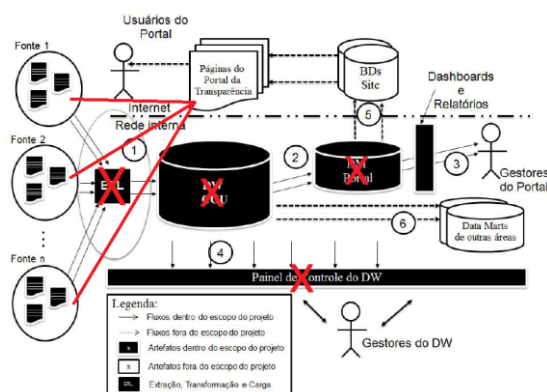 Fonte 1
Usuários do
Portal
Páginas do
Portal da
Transparência
BDs
Site
Dashboards
e
Relatórios
Internet
Rede interna
Fonte 2
1
2
3
5
Portal
Gestores
do Portal
6
Data Marts
de outras áreas
Fonte n
4
Painel de Controle do DW
Legenda:
Fluxos dentro do escopo do projeto
Fluxos fora do escopo do projeto
x Artefatos dentro do escopo do projeto
x Artefatos fora do escopo do projeto
ETL Extração, Transformação e Carga
Gestores do DW